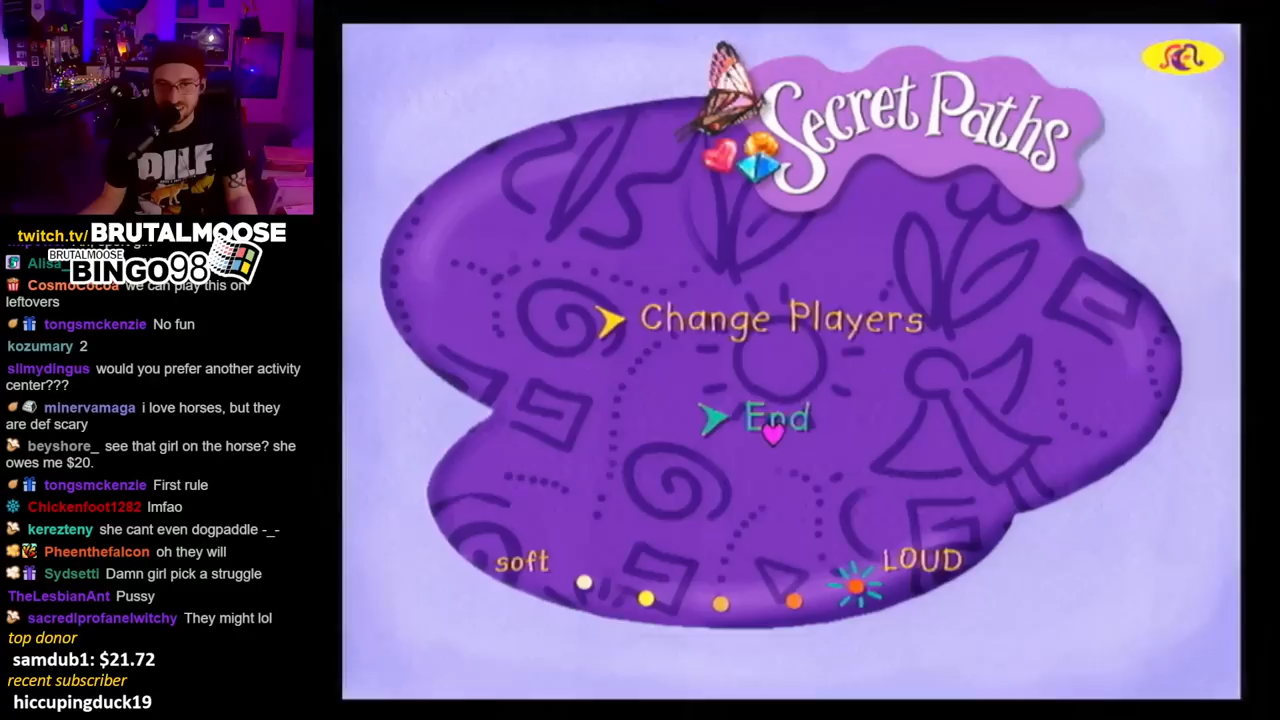 DILF
twitch.tv/BRUTALMOOSE
BRUTALMOOSE
BINGO98
CosmoCocoa we can play this on
leftovers
tongsmckenzie No fun
kozumary 2
slimydingus would you prefer another activity
center???
minervamaga i love horses, but they
are def scary
beyshore_ see that girl on the horse? she
owes me $20.
tongsmckenzie First rule
Chickenfoot1282 lmfao
kerezteny she cant even dogpaddle -_-
Pheenthefalcon oh they will
Sydsetti Damn girl pick a struggle
TheLesbianAnt Pussy
sacredlprofanelwitchy They might lol
top donor
samdub1: $21.72
recent subscriber
hiccupingduck19
Secret Paths
Change Players
End
soft
LOUD